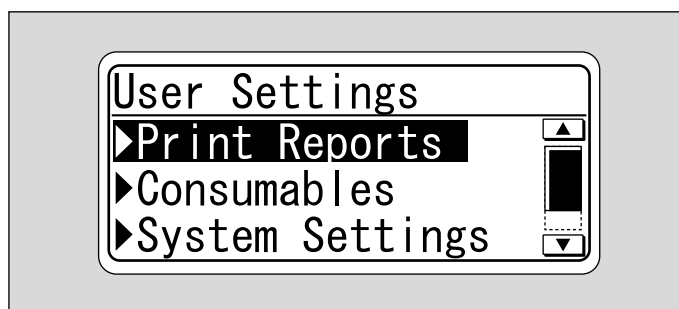 User Settings
Print Reports
Consumables
System Settings